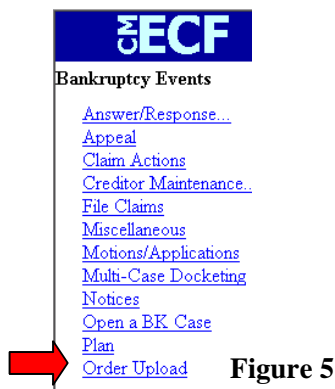 CM ECF
Bankruptcy Events
Answer/Response...
Appeal
Claim Actions
Creditor Maintenance..
File Claims
Miscellaneous
Motions/Applications
Multi-Case Docketing
Notices
Open a BK Case
Plan
Order Upload
Figure 5